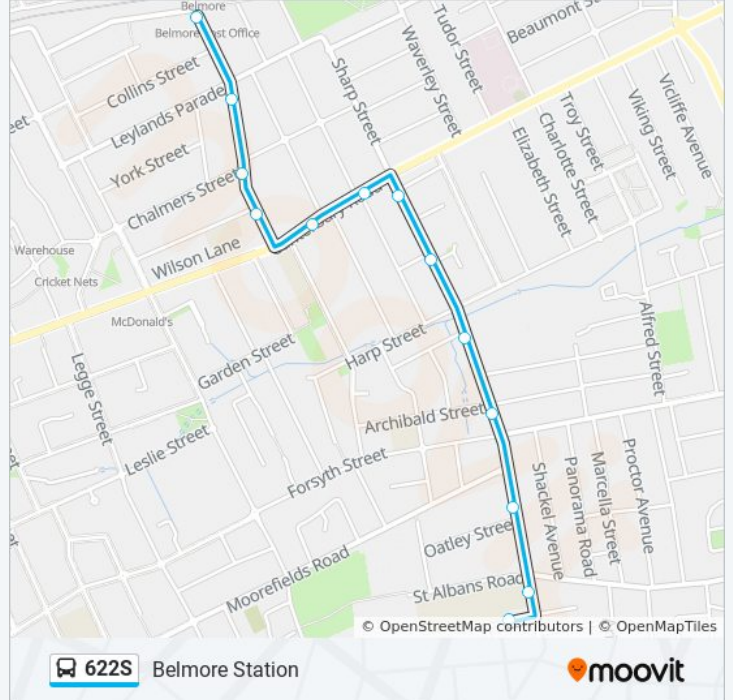 Belmore
Belmore Post Office
Collins Street
Leylands Parade
York Street
Chalmers Street
Wilson Lane
Warehouse
Cricket Nets
McDonald's
Legge Street
Garden Street
Leslie Street
Harp Street
Archibald Street
Forsyth Street
Moorefields Road
Oatley Stree
St Albans Road
Sharp Street
Waverley Street
Tudor Street
Beaumont S
Elizabeth Street
Charlotte Street
Troy Street
Viking Street
Vicliffe Avenue
Alfred Street
Shackel Avenue
Panorama Road
Marcella Street
Proctor Avenue
© OpenStreetMap contributors | © OpenMapTiles
622S Belmore Station
moovit